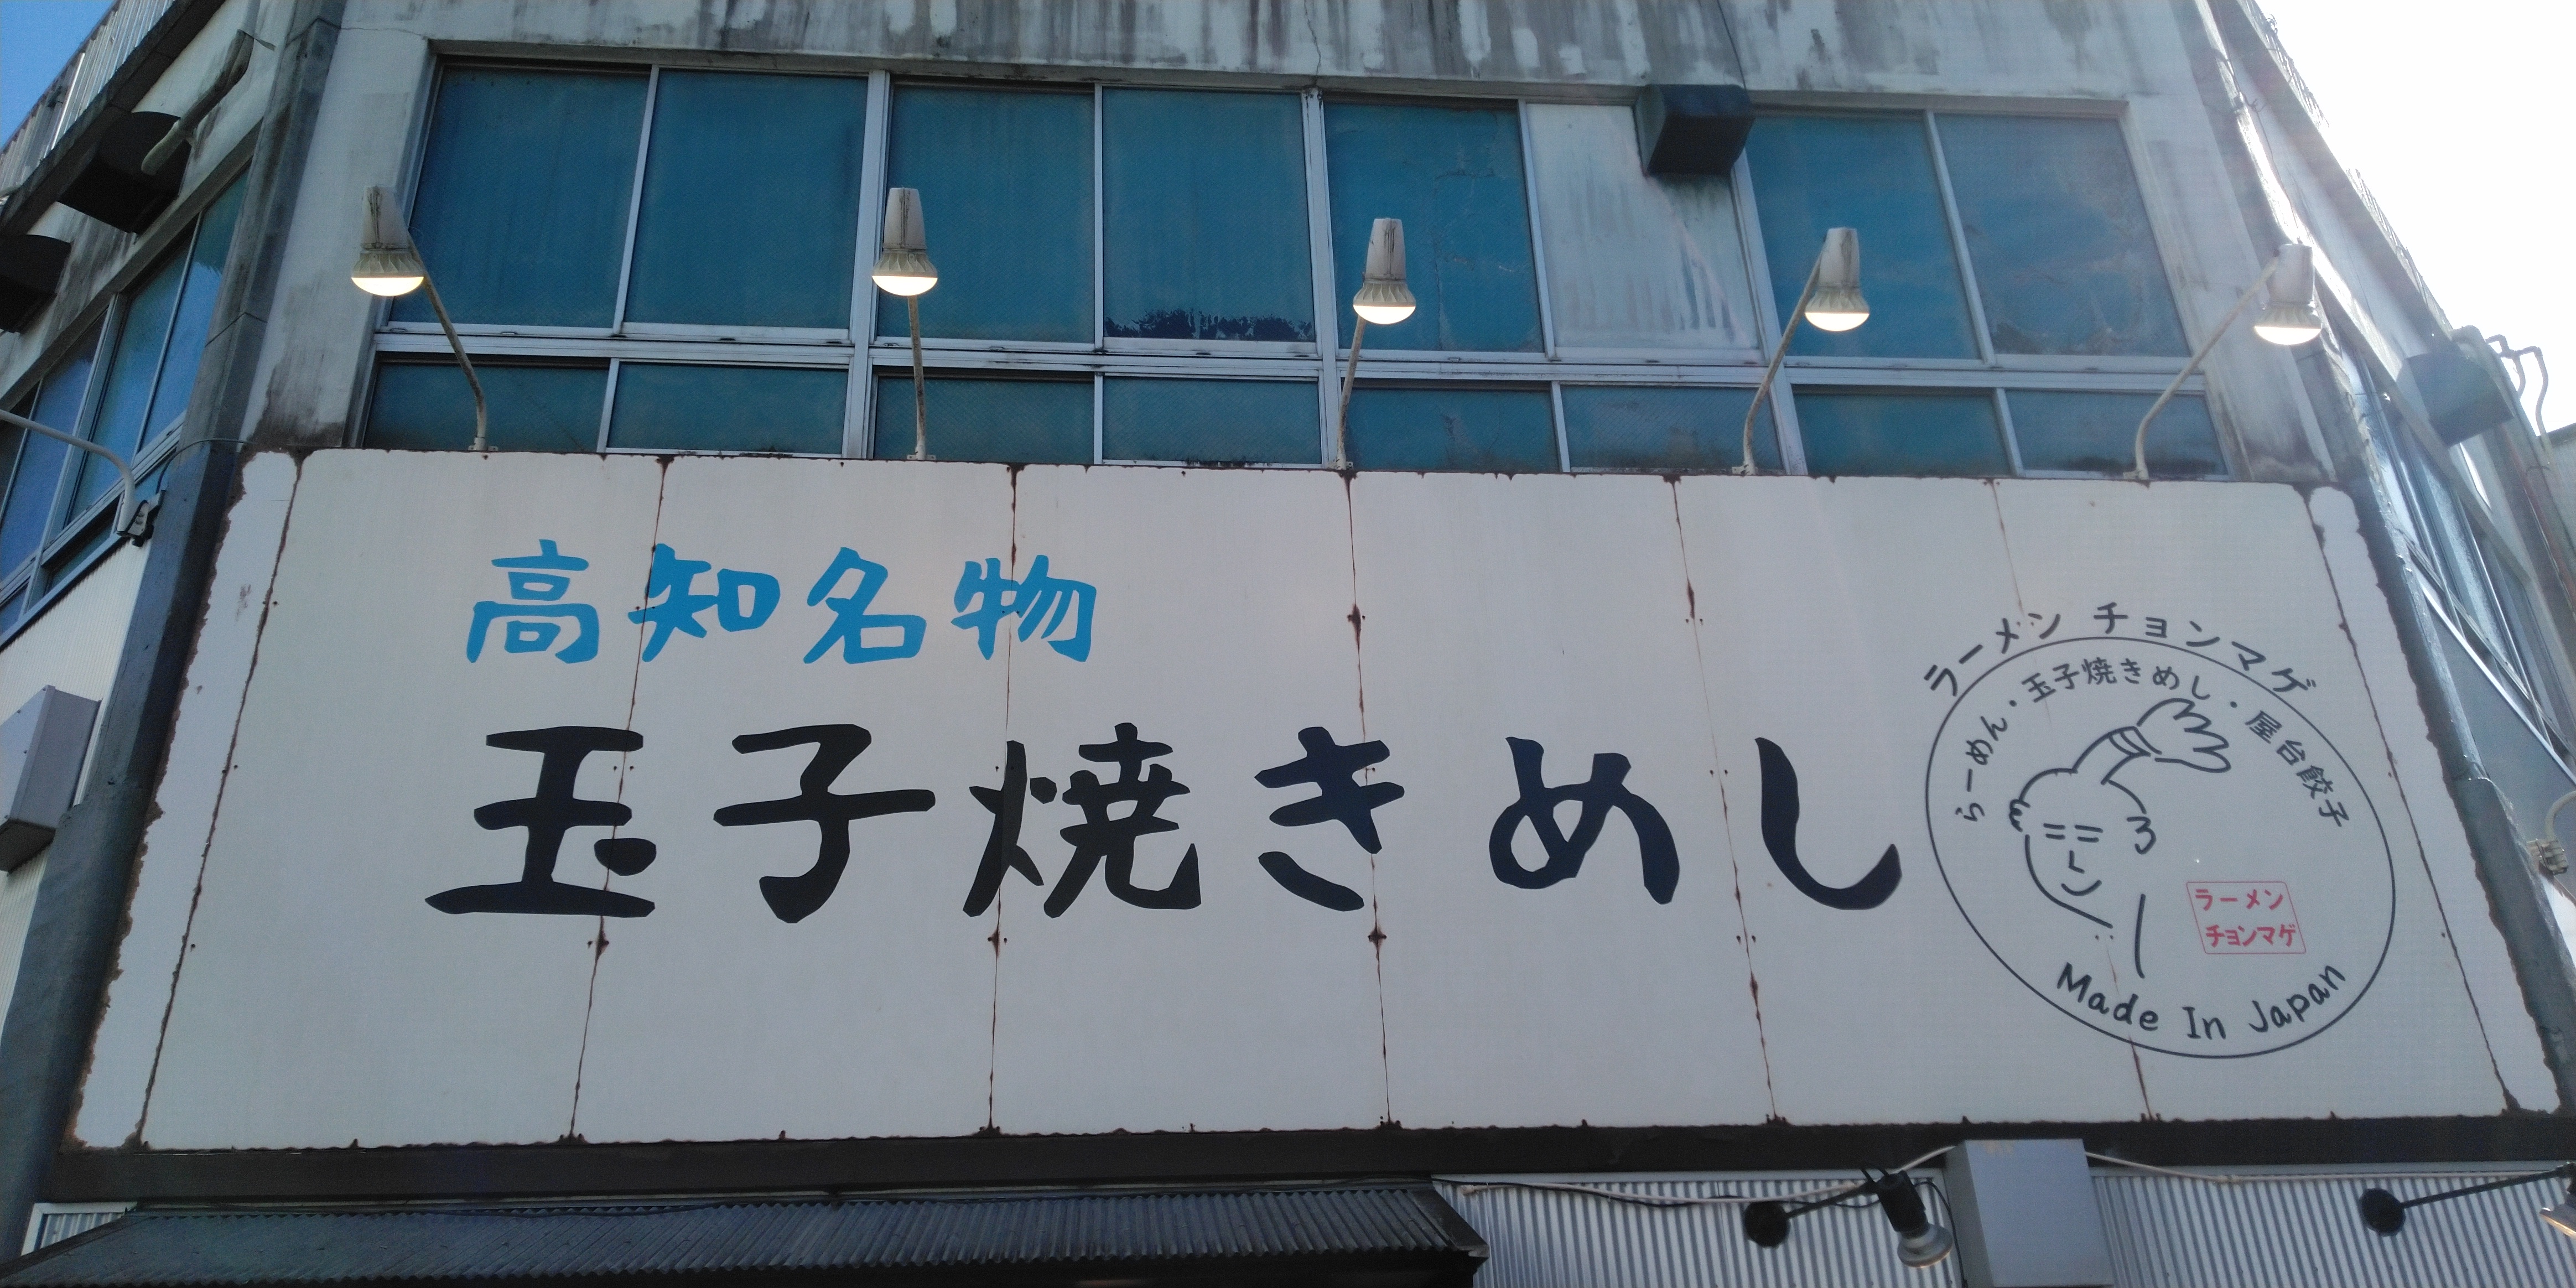 高知名物
玉子焼きめし
ラーメン チョンマゲ
らーめん・玉子焼きめし・屋台餃子
ラーメン
チョンマゲ
Made In Japan